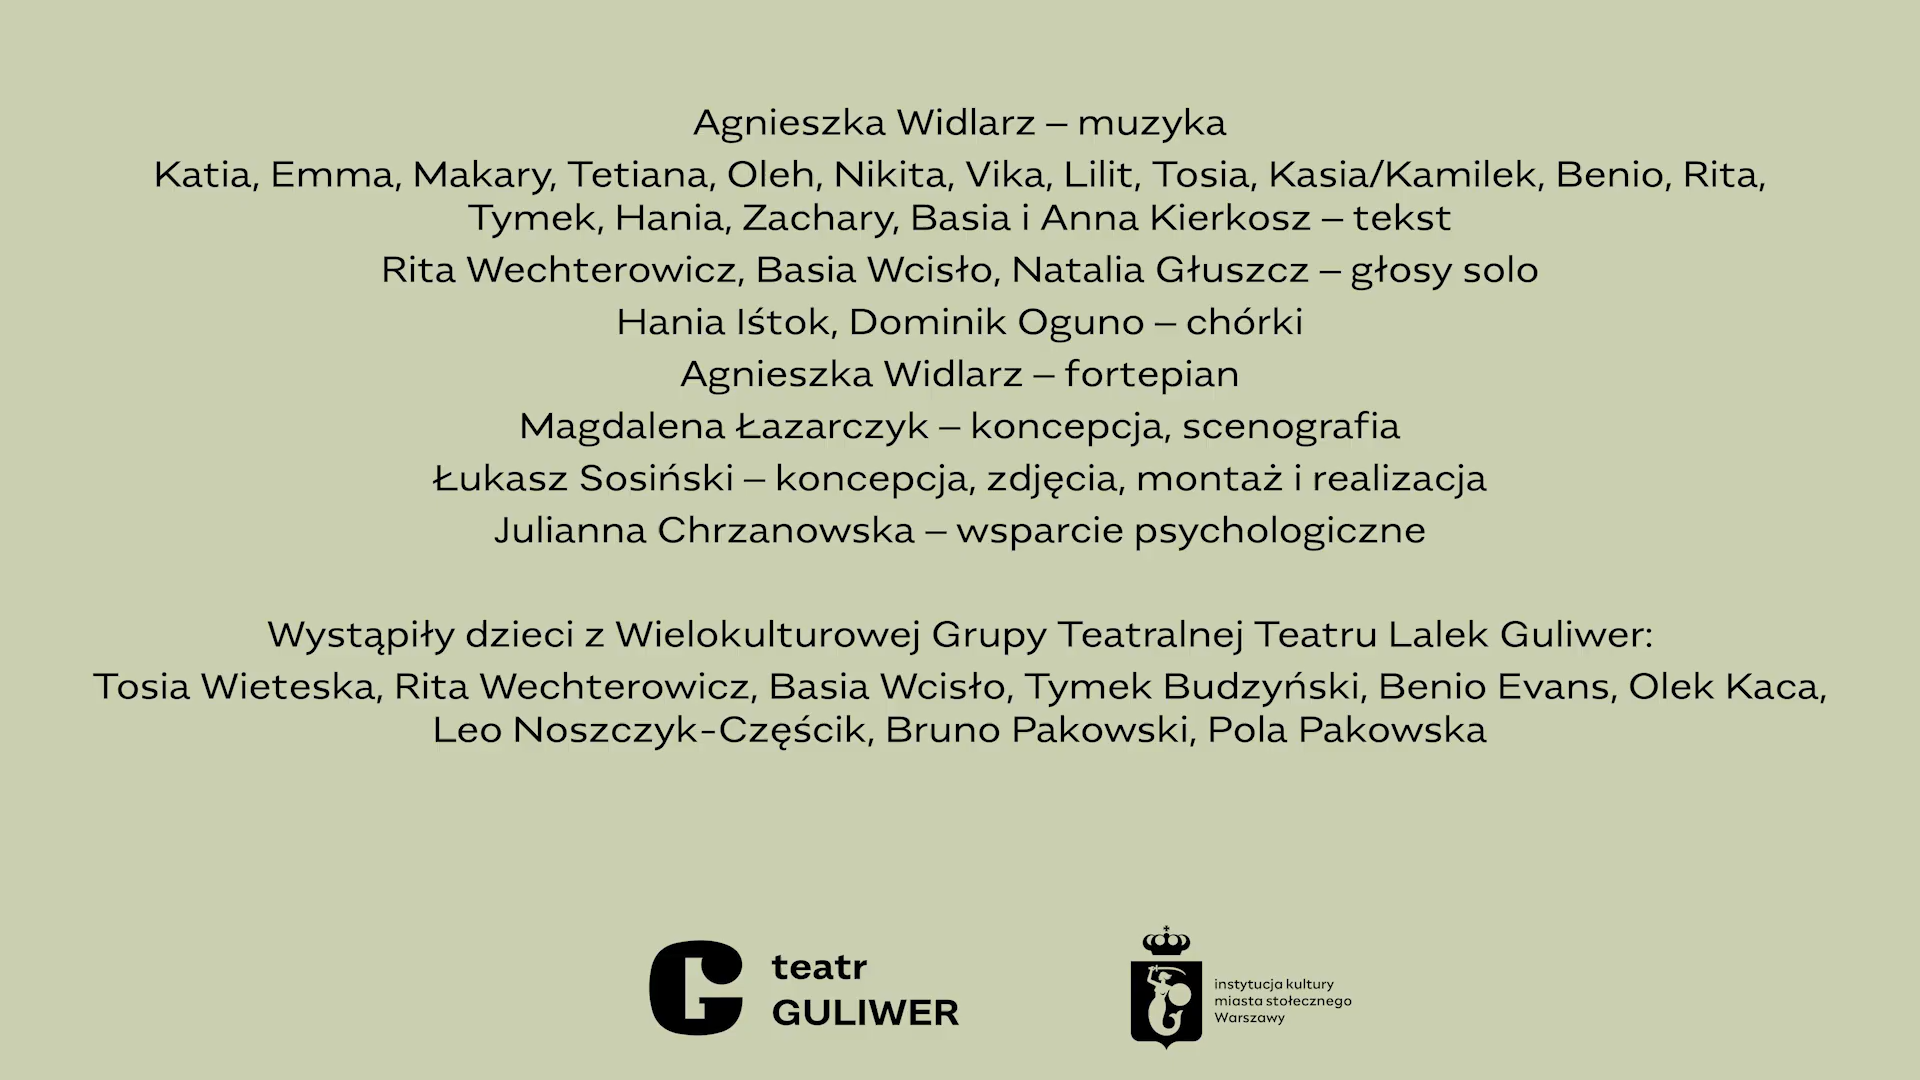 Agnieszka Widlarz – muzyka
Katia, Emma, Makary, Tetiana, Oleh, Nikita, Vika, Lilit, Tosia, Kasia/Kamilek, Benio, Rita,
Tymek, Hania, Zachary, Basia i Anna Kierkosz – tekst
Rita Wechterowicz, Basia Wcisło, Natalia Głuszcz – głosy solo
Hania Iśtok, Dominik Oguno – chórki
Agnieszka Widlarz – fortepian
Magdalena Łazarczyk – koncepcja, scenografia
Łukasz Sosiński – koncepcja, zdjęcia, montaż i realizacja
Julianna Chrzanowska – wsparcie psychologiczne
Wystąpiły dzieci z Wielokulturowej Grupy Teatralnej Teatru Lalek Guliwer:
Tosia Wieteska, Rita Wechterowicz, Basia Wcisło, Tymek Budzyński, Benio Evans, Olek Kaca,
Leo Noszczyk-Częścik, Bruno Pakowski, Pola Pakowska
teatr
GULIWER
instytucja kultury
miasta stołecznego
Warszawy